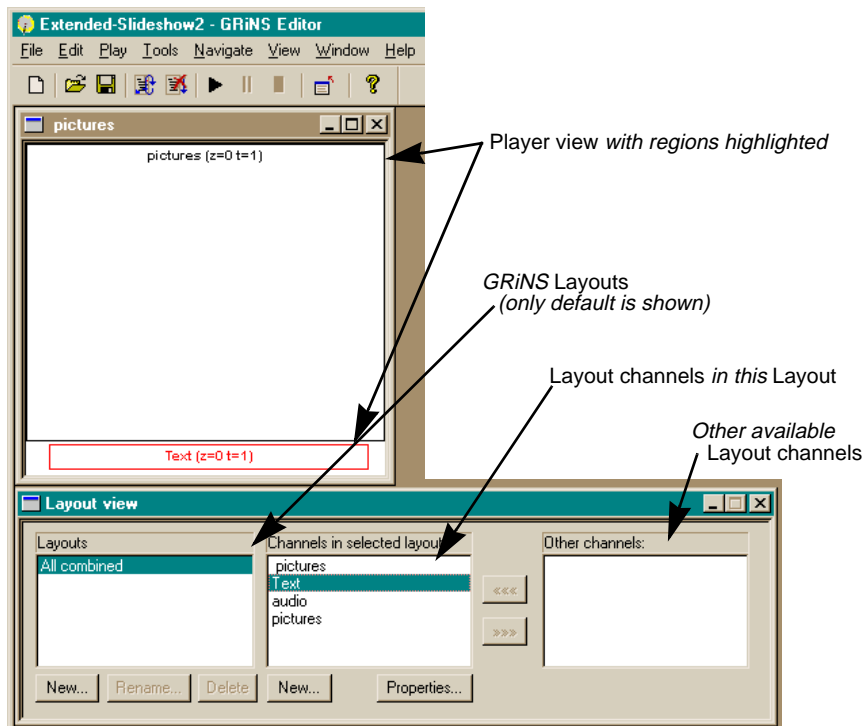 Extended-Slideshow2 - GRiNS Editor
File Edit Play Tools Navigate View Window Help
pictures
pictures (z=0 t=1)
Player view with regions highlighted
GRiNS Layouts
(only default is shown)
Layout channels in this Layout
Other available
Layout channels
Text (z=0 t=1)
Layout view
Layouts
Channels in selected layout
Other channels:
All combined
pictures
Text
audio
pictures
<<<
>>>
New...
Rename...
Delete
New...
Properties...